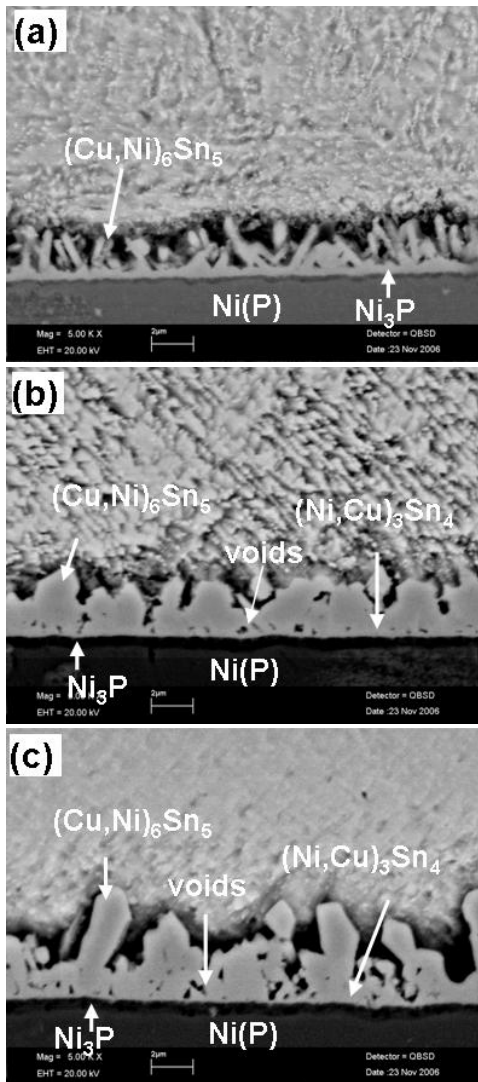 (a)
(Cu,Ni)₆Sn₅
Ni(P)
Ni₃P
Mag = 5.00 K X
2µm
Detector = QBSD
EHT = 20.00 kV
Date :23 Nov 2006
(b)
(Cu,Ni)₆Sn₅
(Ni,Cu)₃Sn₄
voids
Ni(P)
Ni₃P
2µm
Detector = QBSD
EHT = 20.00 kV
Date :23 Nov 2006
(c)
(Cu,Ni)₆Sn₅
(Ni,Cu)₃Sn₄
voids
Ni₃P
Ni(P)
Mag = 5.00 K X
2µm
Detector = QBSD
EHT = 20.00 kV
Date :23 Nov 2006